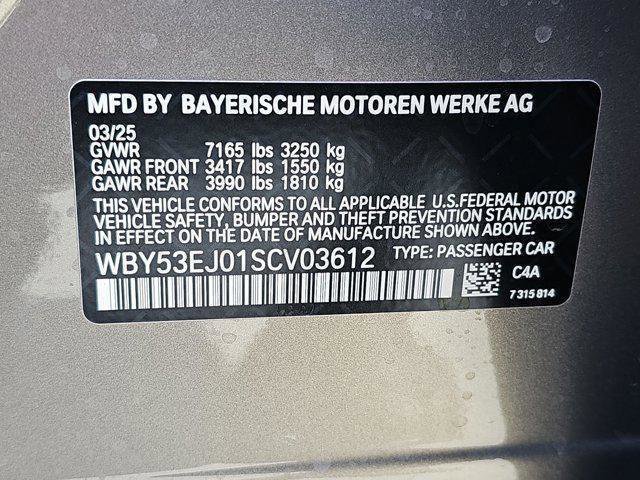 MFD BY BAYERISCHE MOTOREN WERKE AG
03/25
GVWR 7165 lbs 3250 kg
GAWR FRONT 3417 lbs 1550 kg
GAWR REAR 3990 lbs 1810 kg
THIS VEHICLE CONFORMS TO ALL APPLICABLE U.S.FEDERAL MOTOR
VEHICLE SAFETY, BUMPER AND THEFT PREVENTION STANDARDS
IN EFFECT ON THE DATE OF MANUFACTURE SHOWN ABOVE.
WBY53EJ01SCV03612 TYPE: PASSENGER CAR
C4A
7 315 814